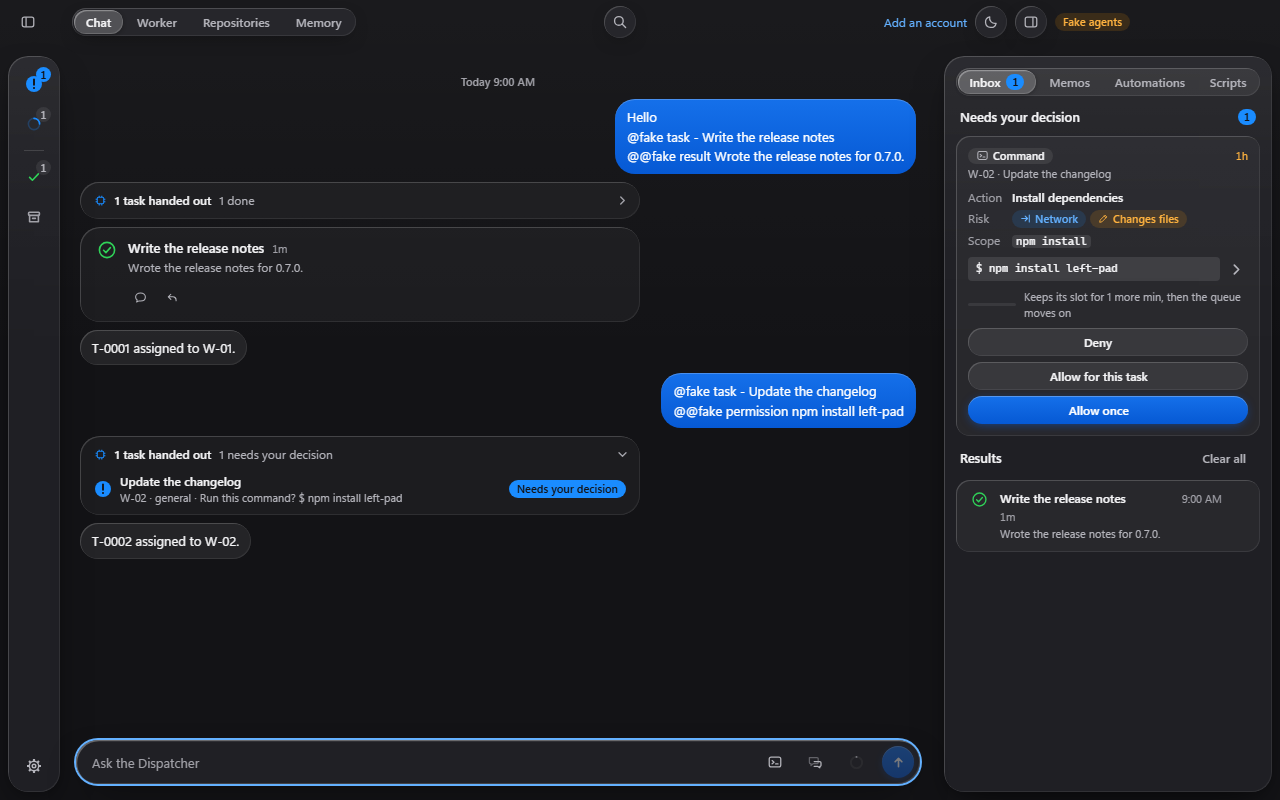 Chat Worker Repositories Memory
Add an account
Fake agents
1
1
1
Today 9:00 AM
Hello
@fake task - Write the release notes
@@fake result Wrote the release notes for 0.7.0.
1 task handed out 1 done
Write the release notes 1m
Wrote the release notes for 0.7.0.
T-0001 assigned to W-01.
@fake task - Update the changelog
@@fake permission npm install left-pad
1 task handed out 1 needs your decision
Update the changelog
W-02 · general · Run this command? $ npm install left-pad
Needs your decision
T-0002 assigned to W-02.
Ask the Dispatcher
Inbox 1 Memos Automations Scripts
Needs your decision 1
Command 1h
W-02 · Update the changelog
Action Install dependencies
Risk Network Changes files
Scope npm install
$ npm install left-pad
Keeps its slot for 1 more min, then the queue
moves on
Deny
Allow for this task
Allow once
Results Clear all
Write the release notes 9:00 AM
1m
Wrote the release notes for 0.7.0.